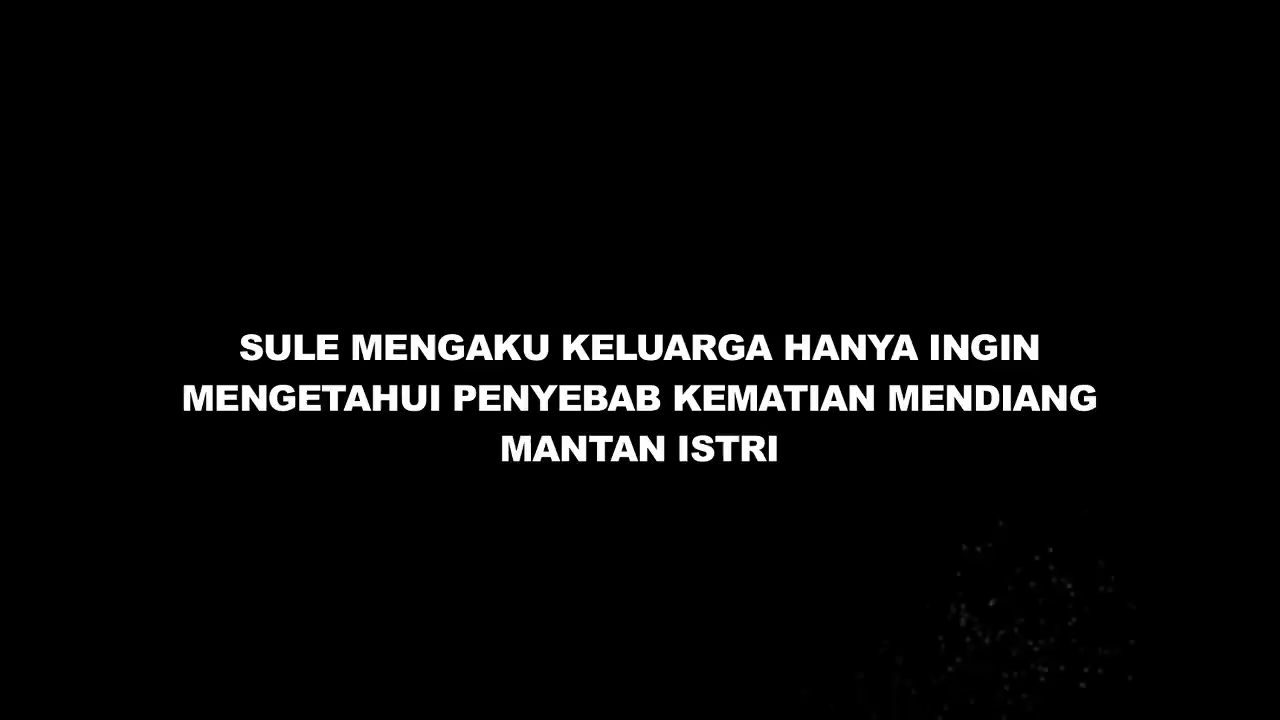 SULE MENGAKU KELUARGA HANYA INGIN
MENGETAHUI PENYEBAB KEMATIAN MENDIANG
MANTAN ISTRI